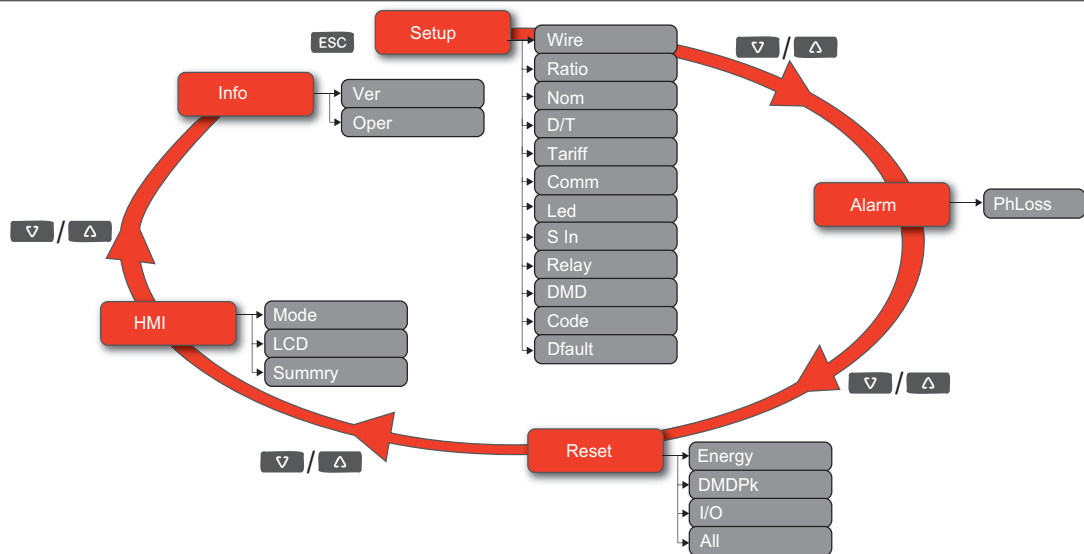 ESC
Setup
Wire
Ratio
Nom
D/T
Tariff
Comm
Led
S In
Relay
DMD
Code
Dfault
/
Alarm
PhLoss
/
Reset
Energy
DMDPk
I/O
All
/
HMI
Mode
LCD
Summry
/
Info
Ver
Oper